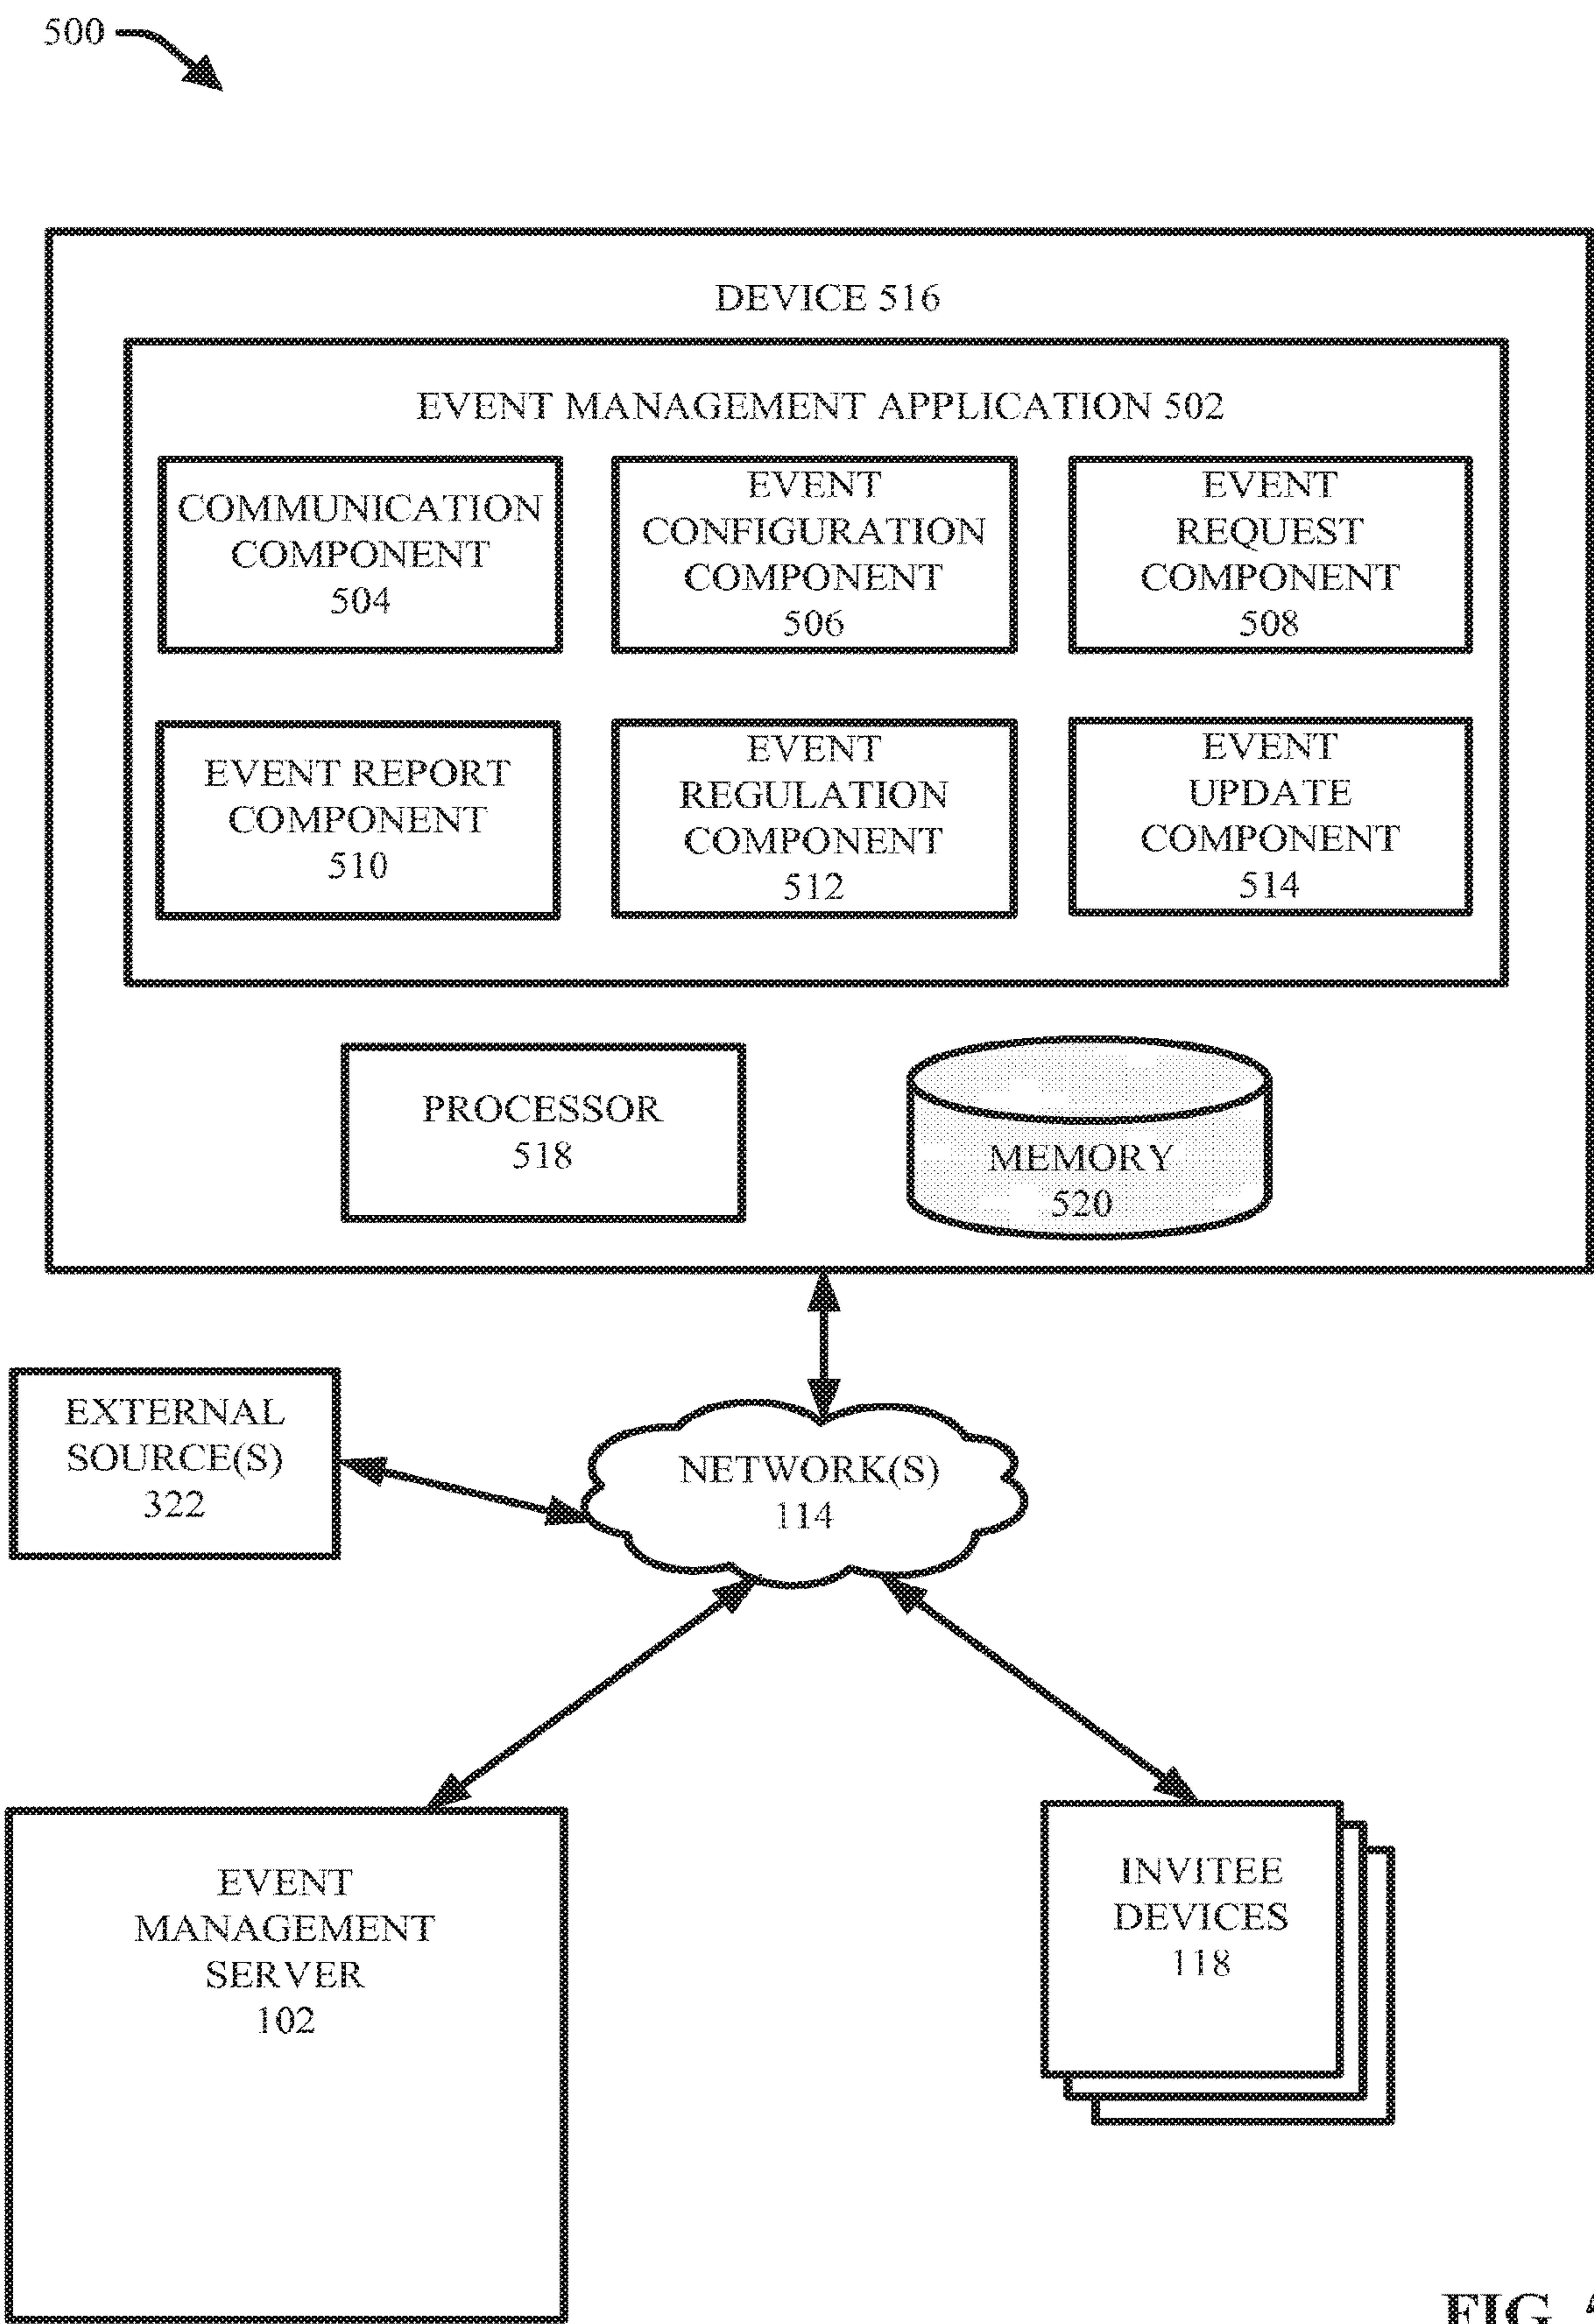 500
DEVICE 516
EVENT MANAGEMENT APPLICATION 502
COMMUNICATION
COMPONENT
504
EVENT
CONFIGURATION
COMPONENT
506
EVENT
REQUEST
COMPONENT
508
EVENT REPORT
COMPONENT
510
EVENT
REGULATION
COMPONENT
512
EVENT
UPDATE
COMPONENT
514
PROCESSOR
518
MEMORY
520
EXTERNAL
SOURCE(S)
322
NETWORK(S)
114
EVENT
MANAGEMENT
SERVER
102
INVITEE
DEVICES
118